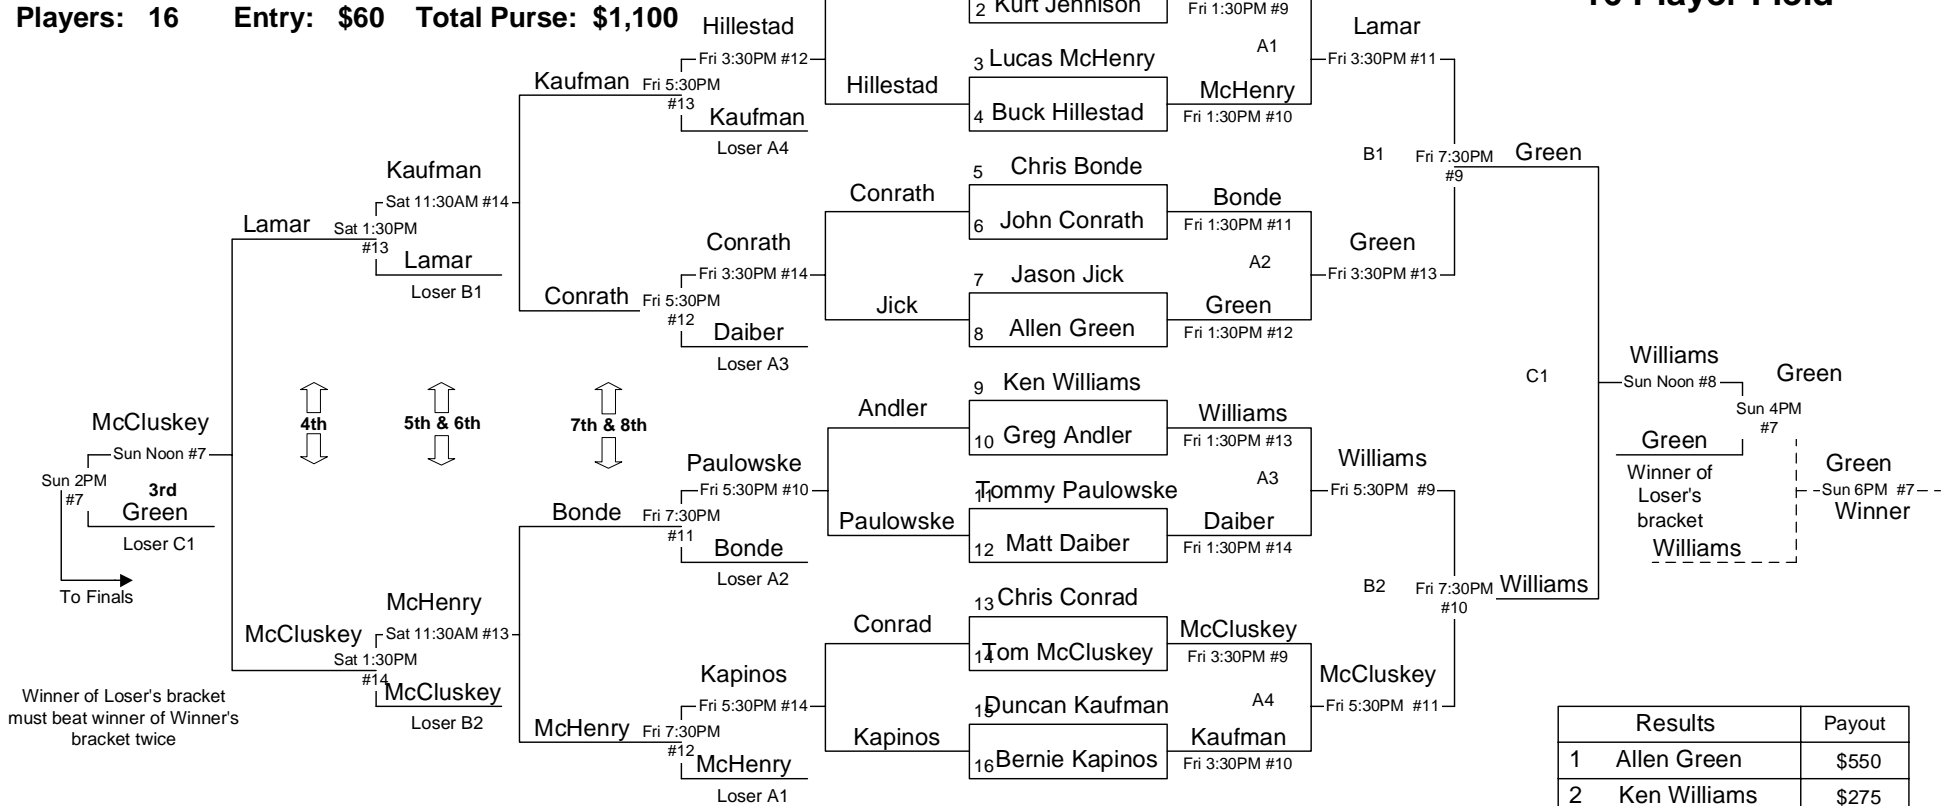 Players: 16 Entry: $60 Total Purse: $1,100
Hillestad
Fri 3:30PM #12
Kaufman
Fri 5:30PM
#13
Kaufman
Loser A4
Hillestad
2 Kurt Jennison
Fri 1:30PM #9
A1
3 Lucas McHenry
4 Buck Hillestad
McHenry
Fri 1:30PM #10
Lamar
Fri 3:30PM #11
Kaufman
Sat 11:30AM #14
Lamar
Sat 1:30PM
#13
Lamar
Loser B1
Conrath
Fri 5:30PM
#12
Conrath
Fri 3:30PM #14
Daiber
Loser A3
Conrath
Jick
5 Chris Bonde
6 John Conrath
Bonde
Fri 1:30PM #11
A2
7 Jason Jick
8 Allen Green
Green
Fri 1:30PM #12
Green
Fri 3:30PM #13
B1
Fri 7:30PM
#9
Green
McCluskey
Sun Noon #7
Sun 2PM
#7
3rd
Green
Loser C1
To Finals
4th
5th & 6th
7th & 8th
Andler
Paulowske
Fri 5:30PM #10
Bonde
Fri 7:30PM
#11
Bonde
Loser A2
Paulowske
9 Ken Williams
10 Greg Andler
Williams
Fri 1:30PM #13
A3
11 Tommy Paulowske
12 Matt Daiber
Daiber
Fri 1:30PM #14
Williams
Fri 5:30PM #9
C1
Williams
Sun Noon #8
Green
Sun 4PM
#7
Green
Winner of
Loser's
bracket
Williams
Green
Sun 6PM #7
Winner
McHenry
Sat 11:30AM #13
McCluskey
Sat 1:30PM
#14
McCluskey
Loser B2
McHenry
Fri 7:30PM
#12
Kapinos
Fri 5:30PM #14
McHenry
Loser A1
Conrad
Kapinos
13 Chris Conrad
14 Tom McCluskey
McCluskey
Fri 3:30PM #9
A4
15 Duncan Kaufman
16 Bernie Kapinos
Kaufman
Fri 3:30PM #10
McCluskey
Fri 5:30PM #11
B2
Fri 7:30PM
#10
Williams
Winner of Loser's bracket
must beat winner of Winner's
bracket twice
Results Payout
1 Allen Green $550
2 Ken Williams $275